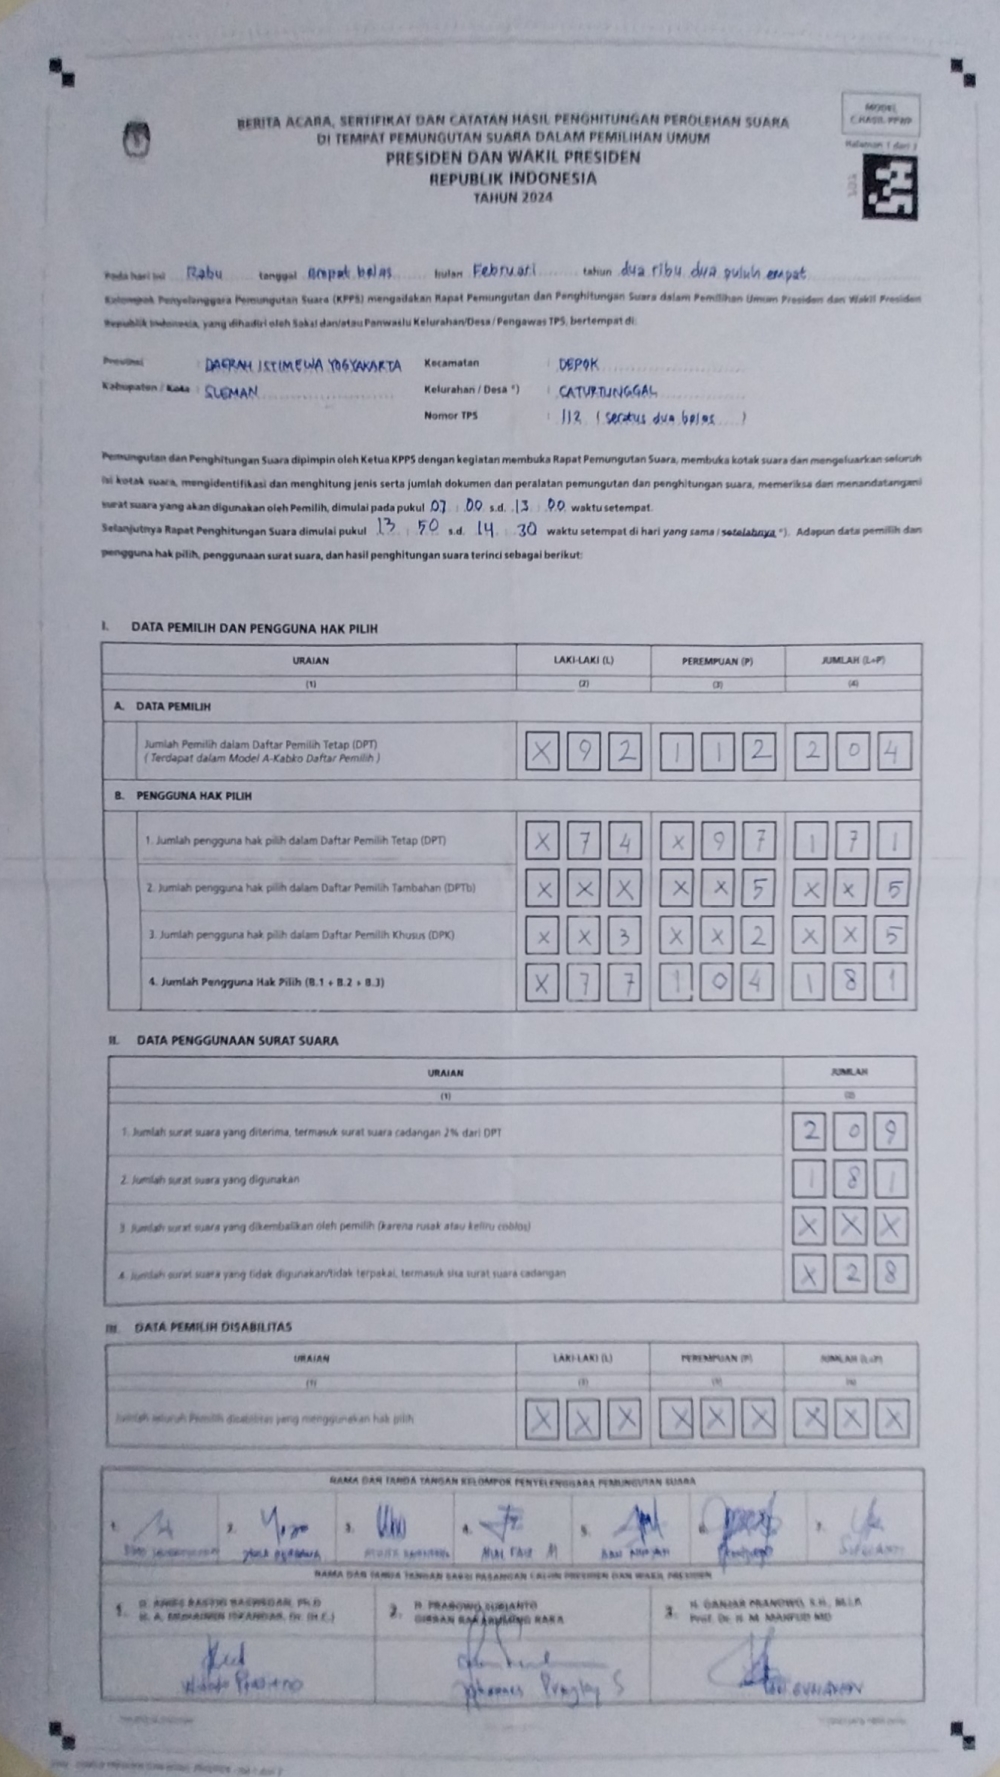 MODEL
C.HASIL-PPWP
BERITA ACARA, SERTIFIKAT DAN CATATAN HASIL PENGHITUNGAN PEROLEHAN SUARA
DI TEMPAT PEMUNGUTAN SUARA DALAM PEMILIHAN UMUM
PRESIDEN DAN WAKIL PRESIDEN
REPUBLIK INDONESIA
TAHUN 2024
Halaman 1 dari
Pada hari ini Rabu tanggal empat belas bulan Februari tahun dua ribu dua puluh empat
Kelompok Penyelenggara Pemungutan Suara (KPPS) mengadakan Rapat Pemungutan dan Penghitungan Suara dalam Pemilihan Umum Presiden dan Wakil Presiden
Republik Indonesia, yang dihadiri oleh Saksi dan/atau Panwaslu Kelurahan/Desa / Pengawas TPS, bertempat di:
Provinsi : DAERAH ISTIMEWA YOGYAKARTA Kecamatan : DEPOK
Kabupaten / Kota : SLEMAN Kelurahan / Desa *) : CATURTUNGGAL
Nomor TPS : 112 ( seratus dua belas )
Pemungutan dan Penghitungan Suara dipimpin oleh Ketua KPPS dengan kegiatan membuka Rapat Pemungutan Suara, membuka kotak suara dan mengeluarkan seluruh
isi kotak suara, mengidentifikasi dan menghitung jenis serta jumlah dokumen dan peralatan pemungutan dan penghitungan suara, memeriksa dan menandatangani
surat suara yang akan digunakan oleh Pemilih, dimulai pada pukul 07 : 00 s.d. 13 : 00 waktu setempat.
Selanjutnya Rapat Penghitungan Suara dimulai pukul 13 : 50 s.d. 14 : 30 waktu setempat di hari yang sama / setelahnya *). Adapun data pemilih dan
pengguna hak pilih, penggunaan surat suara, dan hasil penghitungan suara terinci sebagai berikut:
I. DATA PEMILIH DAN PENGGUNA HAK PILIH
URAIAN LAKI-LAKI (L) PEREMPUAN (P) JUMLAH (L+P)
(1) (2) (3) (4)
A. DATA PEMILIH
Jumlah Pemilih dalam Daftar Pemilih Tetap (DPT)
( Terdapat dalam Model A-Kabko Daftar Pemilih )
X 9 2 1 1 2 2 0 4
B. PENGGUNA HAK PILIH
1. Jumlah pengguna hak pilih dalam Daftar Pemilih Tetap (DPT) X 7 4 X 9 7 1 7 1
2. Jumlah pengguna hak pilih dalam Daftar Pemilih Tambahan (DPTb) X X X X X 5 X X 5
3. Jumlah pengguna hak pilih dalam Daftar Pemilih Khusus (DPK) X X 3 X X 2 X X 5
4. Jumlah Pengguna Hak Pilih (B.1 + B.2 + B.3) X 7 7 1 0 4 1 8 1
II. DATA PENGGUNAAN SURAT SUARA
URAIAN JUMLAH
(1) (2)
1. Jumlah surat suara yang diterima, termasuk surat suara cadangan 2% dari DPT 2 0 9
2. Jumlah surat suara yang digunakan 1 8 1
3. Jumlah surat suara yang dikembalikan oleh pemilih (karena rusak atau keliru coblos) X X X
4. Jumlah surat suara yang tidak digunakan/tidak terpakai, termasuk sisa surat suara cadangan X 2 8
III. DATA PEMILIH DISABILITAS
URAIAN LAKI-LAKI (L) PEREMPUAN (P) JUMLAH (L+P)
(1) (2) (3) (4)
Jumlah seluruh Pemilih disabilitas yang menggunakan hak pilih X X X X X X X X X
NAMA DAN TANDA TANGAN KELOMPOK PENYELENGGARA PEMUNGUTAN SUARA
1. 2. 3. 4. 5. 6. 7.
NAMA DAN TANDA TANGAN SAKSI PASANGAN CALON PRESIDEN DAN WAKIL PRESIDEN
1. H. ANIES RASYID BASWEDAN, Ph.D
H. A. MUHAIMIN ISKANDAR, Dr. (H.C.)
2. H. PRABOWO SUBIANTO
GIBRAN RAKABUMING RAKA
3. H. GANJAR PRANOWO, S.H., M.I.P.
Prof. Dr. H. M. MAHFUD MD